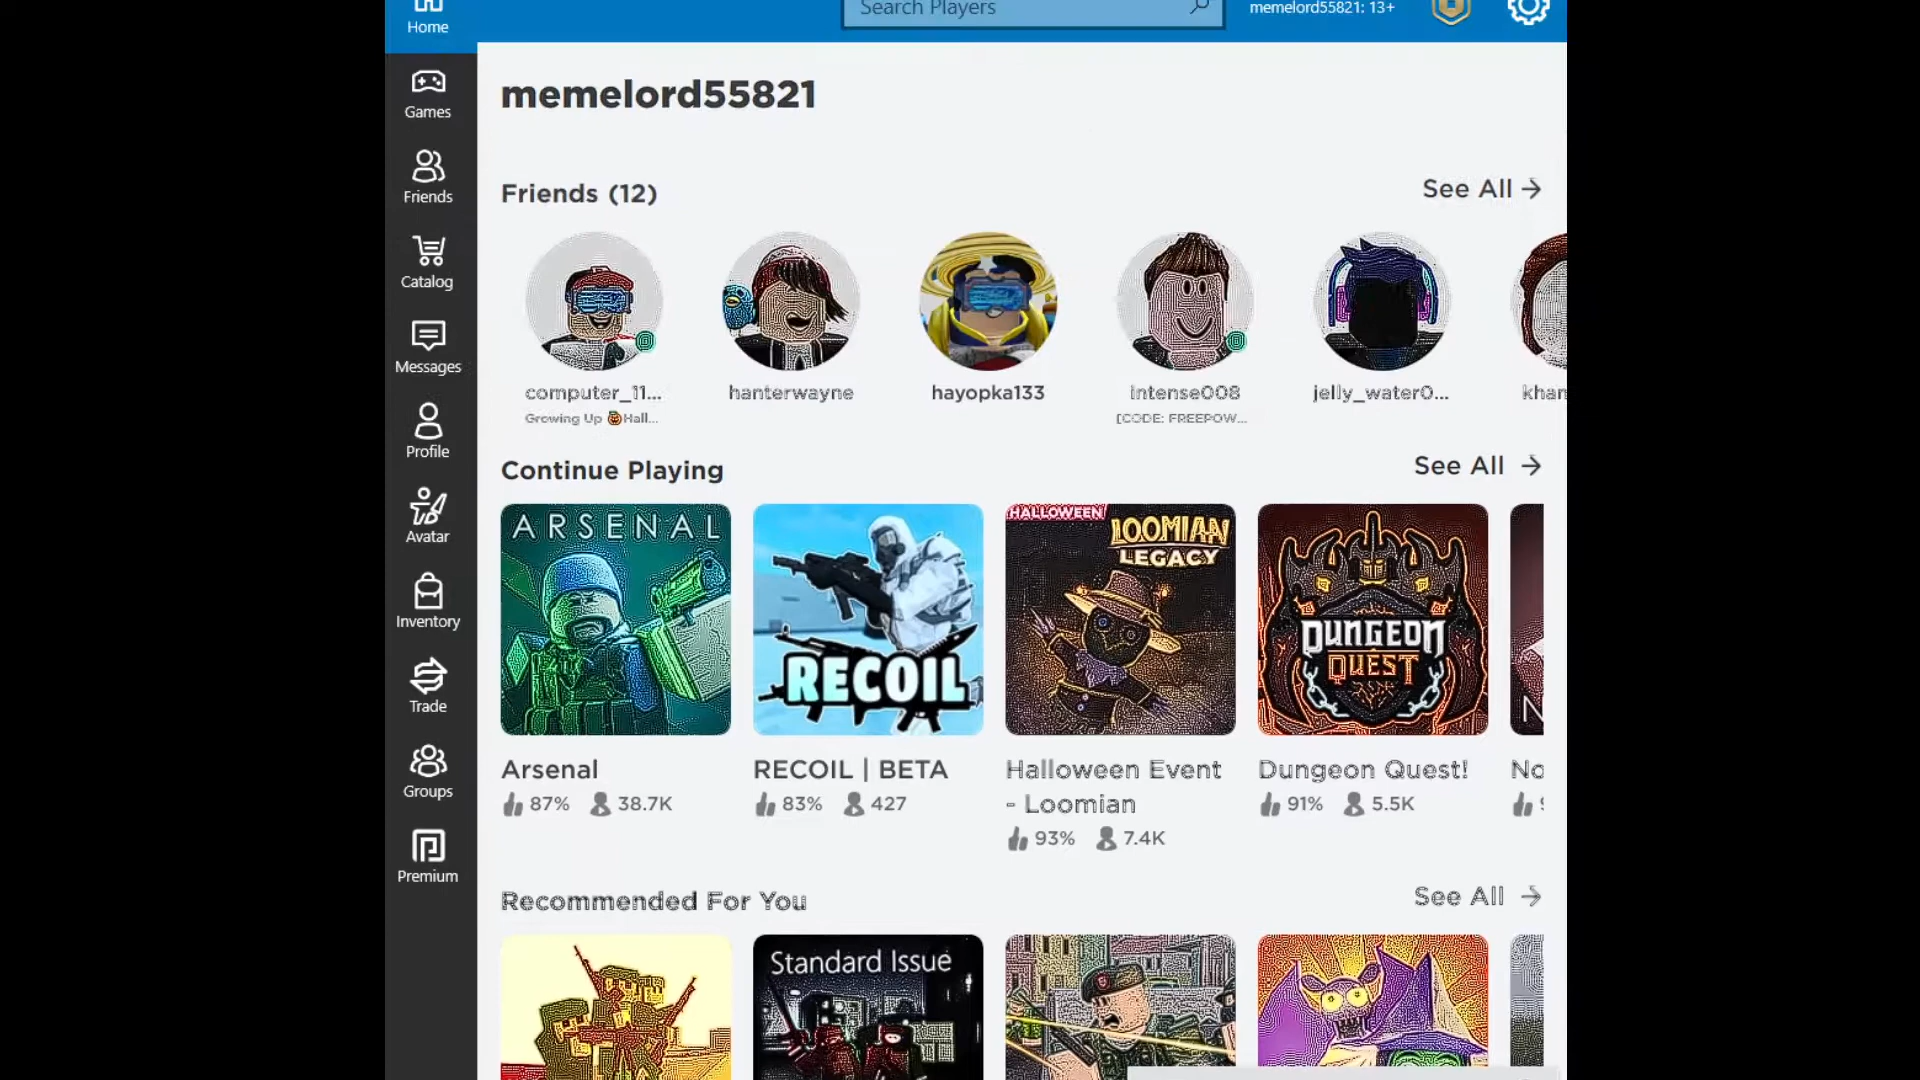 Home
Search Players
memelord55821: 13+
Games
Friends
Catalog
Messages
Profile
Avatar
Inventory
Trade
Groups
Premium
memelord55821
Friends (12)
See All
computer_11...
hanterwayne
hayopka133
Intense008
jelly_water0...
khan
Growing Up 🎃Hall...
[CODE: FREEPOW...
Continue Playing
See All
ARSENAL
RECOIL
HALLOWEEN
LOOMIAN
LEGACY
DUNGEON
QUEST
N
Arsenal
87% 38.7K
RECOIL | BETA
83% 427
Halloween Event
- Loomian
93% 7.4K
Dungeon Quest!
91% 5.5K
No
Recommended For You
See All
Standard Issue